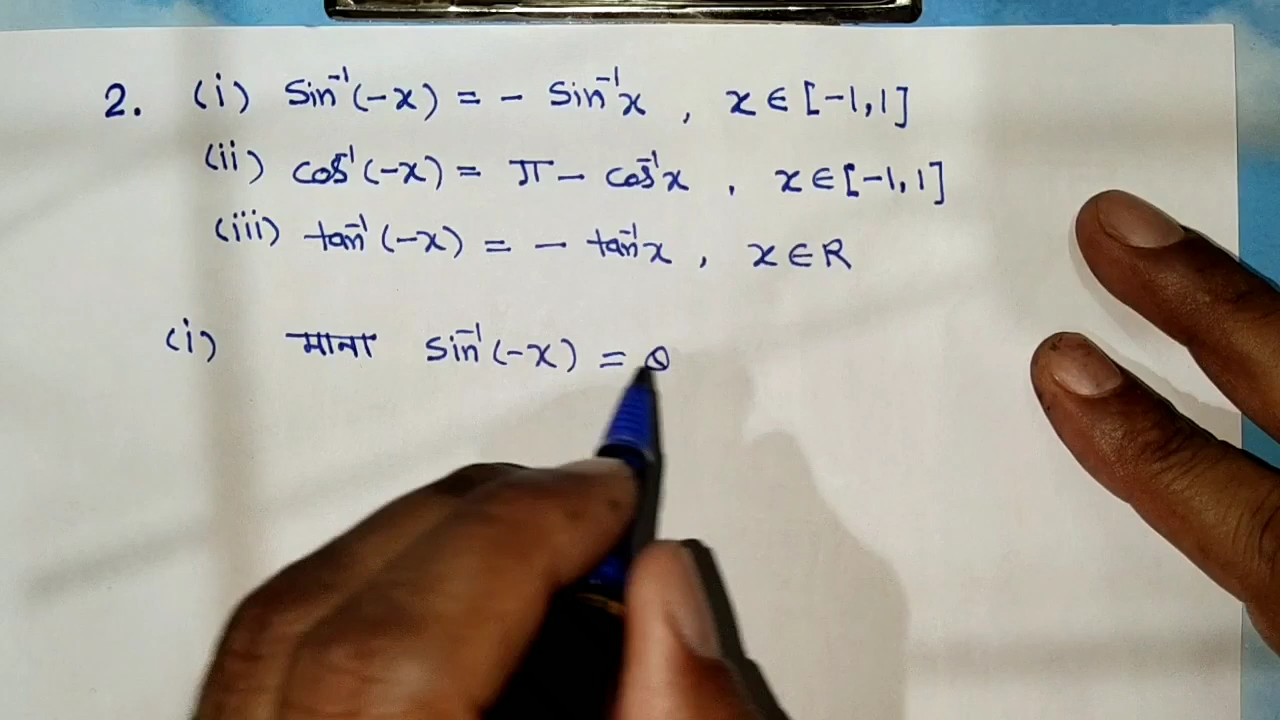 2. (i) sin⁻¹(-x) = - sin⁻¹x , x ∈ [-1,1]
(ii) cos⁻¹(-x) = π - cos⁻¹x , x ∈ [-1,1]
(iii) tan⁻¹(-x) = - tan⁻¹x , x ∈ R
(i) माना sin⁻¹(-x) = θ